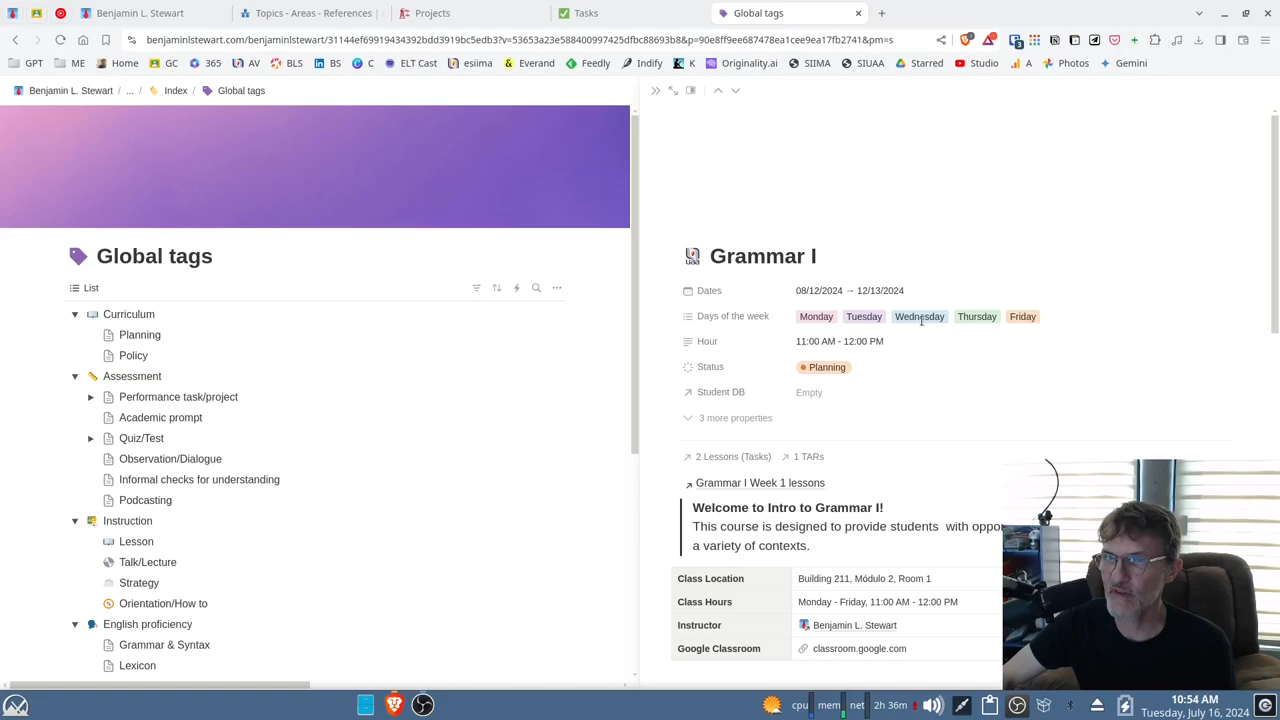 Benjamin L. Stewart
Topics - Areas - References |
Projects
Tasks
Global tags
benjaminlstewart.com/benjaminlstewart/31144ef69919434392bdd3919bc5edb3?v=53653a23e588400997425dfbc88693b8&p=90e8ff9ee687478ea1cee9ea17fb2741&pm=s
GPT
ME
Home
GC
365
AV
BLS
BS
C
ELT Cast
esiima
Everand
Feedly
Indify
K
Originality.ai
SIIMA
SIUAA
Starred
Studio
A
Photos
Gemini
Benjamin L. Stewart / ... / Index / Global tags
Global tags
List
Curriculum
Planning
Policy
Assessment
Performance task/project
Academic prompt
Quiz/Test
Observation/Dialogue
Informal checks for understanding
Podcasting
Instruction
Lesson
Talk/Lecture
Strategy
Orientation/How to
English proficiency
Grammar & Syntax
Lexicon
Grammar I
Dates 08/12/2024 → 12/13/2024
Days of the week Monday Tuesday Wednesday Thursday Friday
Hour 11:00 AM - 12:00 PM
Status Planning
Student DB Empty
3 more properties
2 Lessons (Tasks) 1 TARs
Grammar I Week 1 lessons
Welcome to Intro to Grammar I!
This course is designed to provide students with oppo
a variety of contexts.
Class Location Building 211, Módulo 2, Room 1
Class Hours Monday - Friday, 11:00 AM - 12:00 PM
Instructor Benjamin L. Stewart
Google Classroom classroom.google.com
cpu mem net 2h 36m
10:54 AM
Tuesday, July 16, 2024